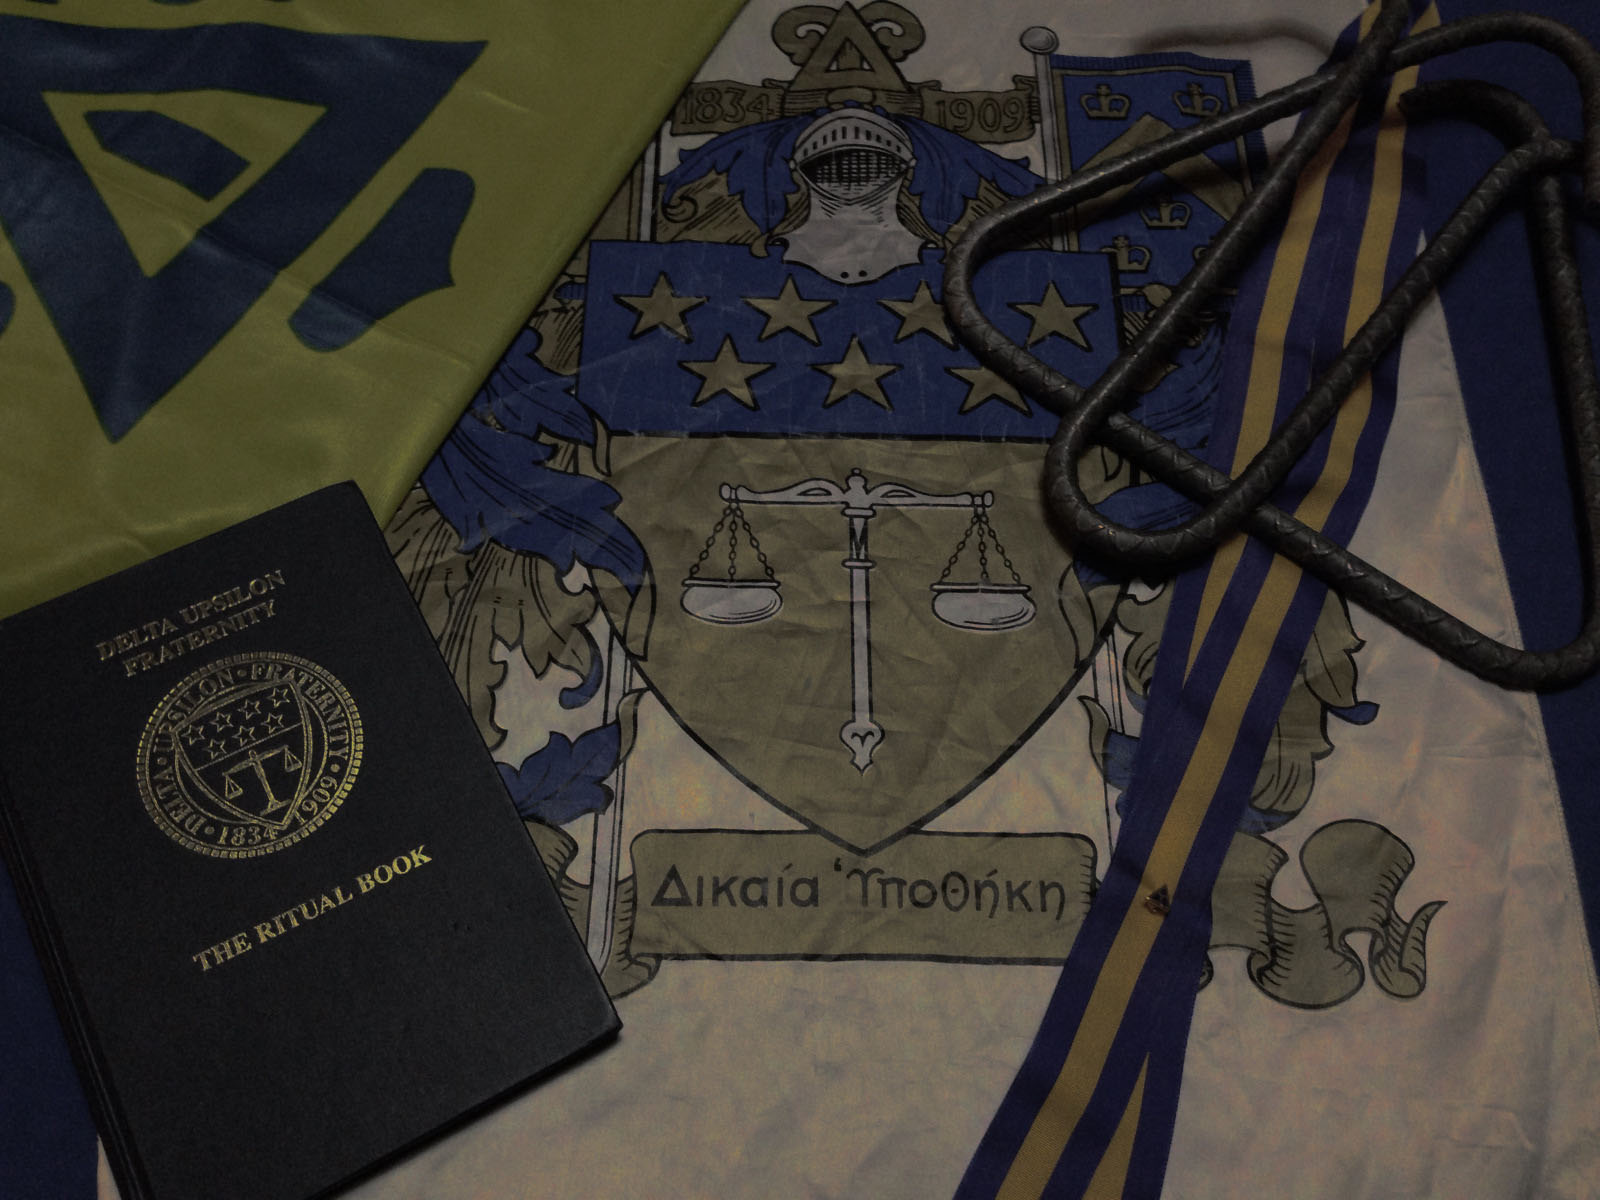 1834 1909
M
Δικαία Ὑποθήκη
DELTA UPSILON
FRATERNITY
DELTA • UPSILON • FRATERNITY • 1909
• 1834
THE RITUAL BOOK